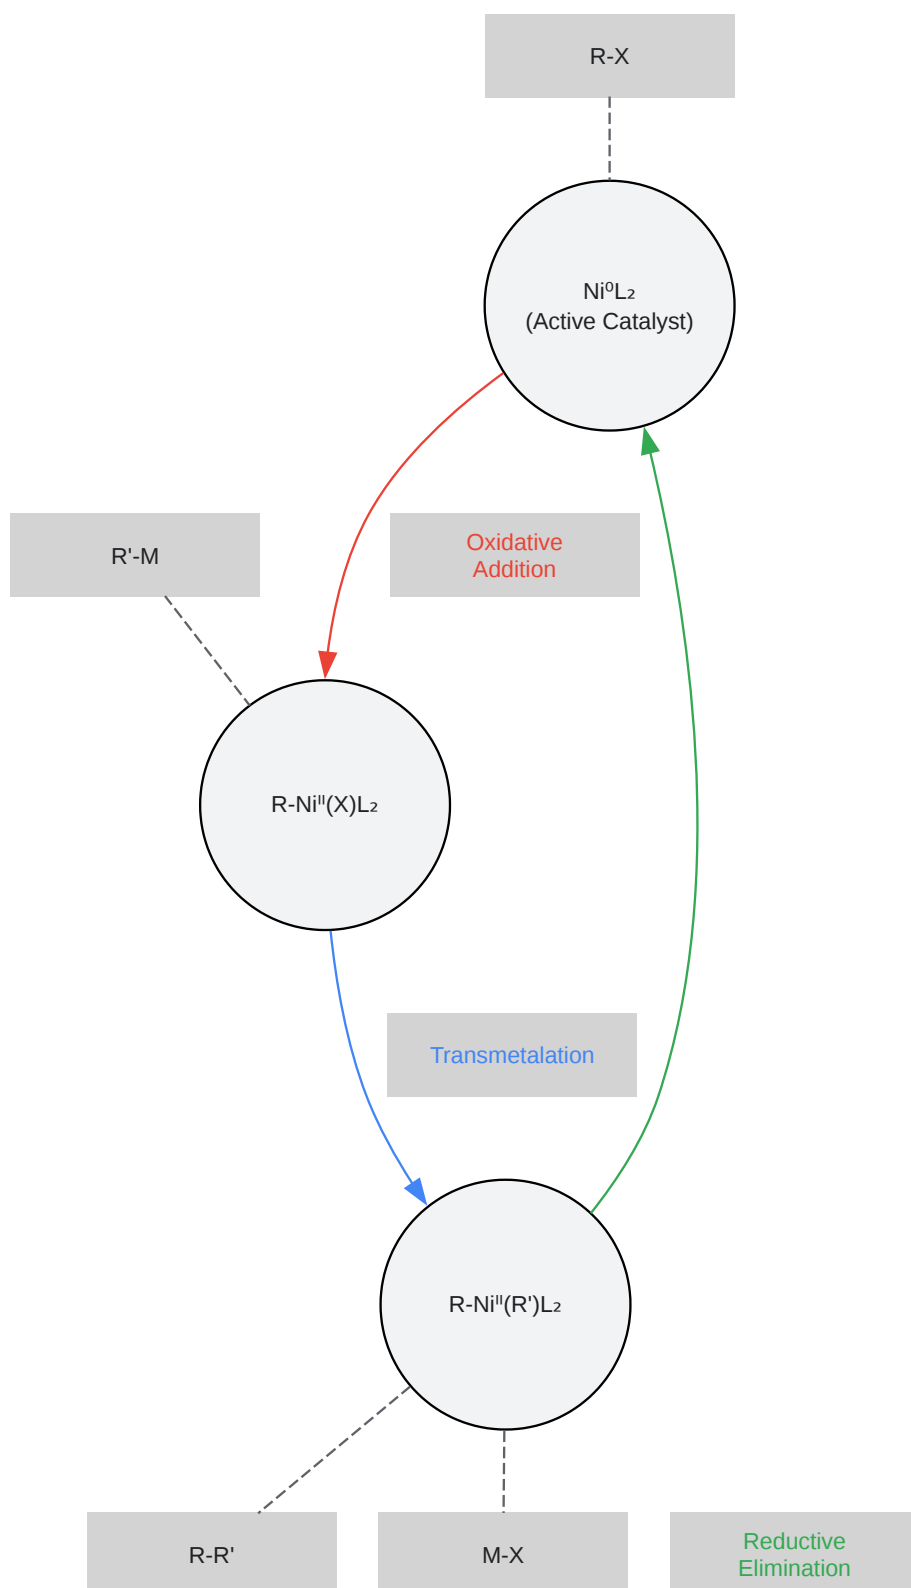 R-X
Ni⁰L₂
(Active Catalyst)
R'-M
Oxidative
Addition
R-Niᴵᴵ(X)L₂
Transmetalation
R-Niᴵᴵ(R')L₂
R-R'
M-X
Reductive
Elimination